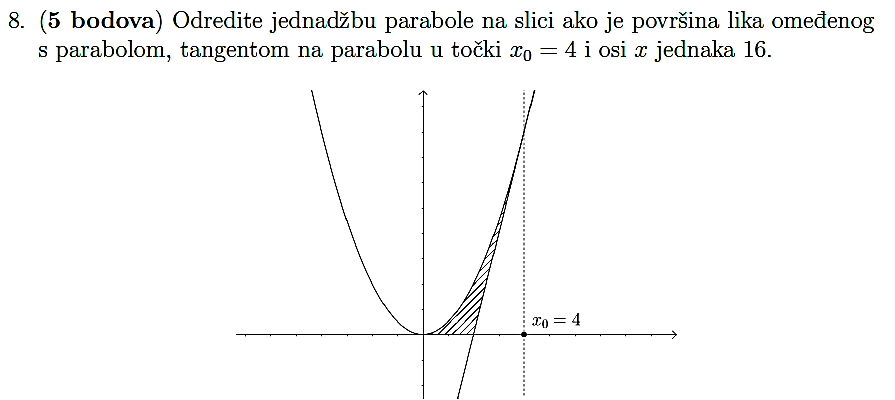 8. (5 bodova) Odredite jednadžbu parabole na slici ako je površina lika omeđenog
s parabolom, tangentom na parabolu u točki x₀ = 4 i osi x jednaka 16.
x₀ = 4